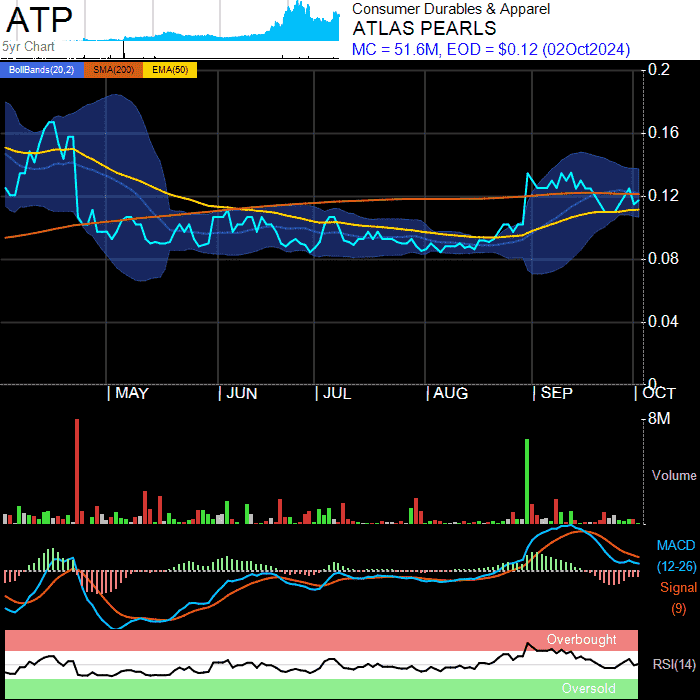 ATP
5yr Chart
Consumer Durables & Apparel
ATLAS PEARLS
MC = 51.6M, EOD = $0.12 (02Oct2024)
BollBands(20,2) SMA(200) EMA(50)
0.2
0.16
0.12
0.08
0.04
0
MAY JUN JUL AUG SEP OCT
8M
Volume
MACD
(12-26)
Signal
(9)
Overbought
RSI(14)
Oversold